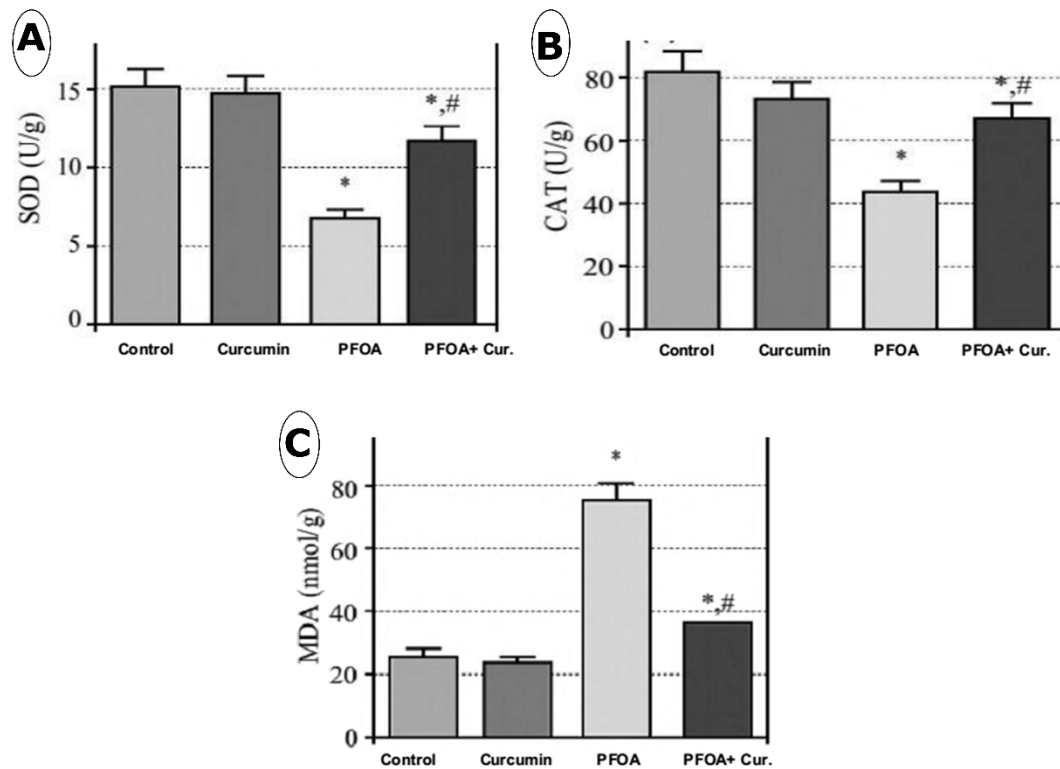 A
SOD (U/g)
15
10
5
0
*
*,#
Control Curcumin PFOA PFOA+ Cur.
B
CAT (U/g)
80
60
40
20
0
*
*,#
Control Curcumin PFOA PFOA+ Cur.
C
MDA (nmol/g)
80
60
40
20
0
*
*,#
Control Curcumin PFOA PFOA+ Cur.